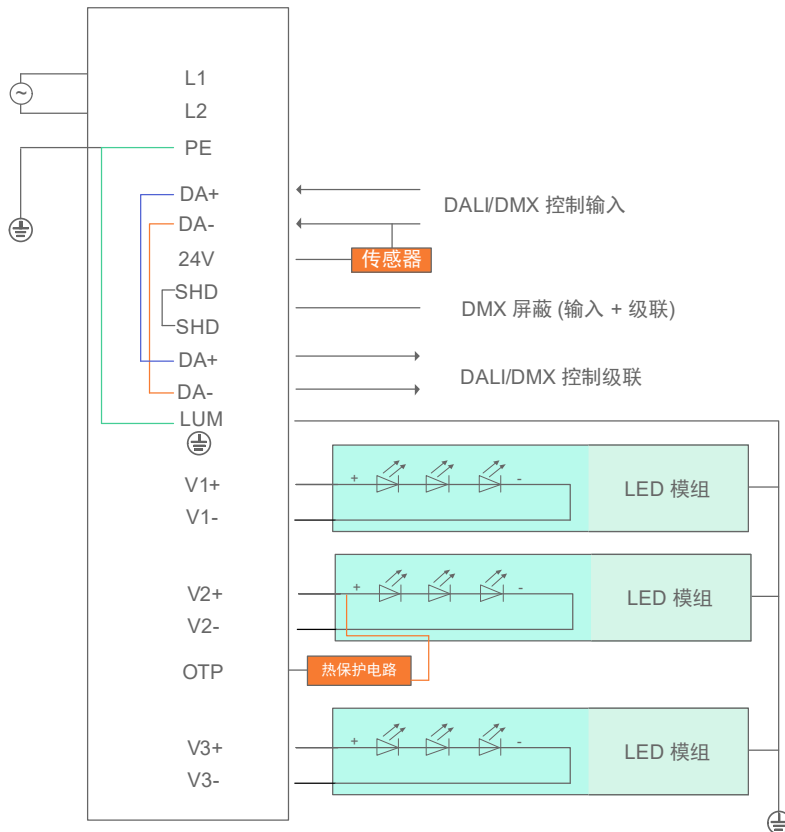 L1
~
L2
PE
DA+
DALI/DMX 控制输入
DA-
24V
传感器
SHD
DMX 屏蔽 (输入 + 级联)
SHD
DA+
DALI/DMX 控制级联
DA-
LUM
V1+
+
-
LED 模组
V1-
V2+
+
-
LED 模组
V2-
OTP
热保护电路
V3+
+
-
LED 模组
V3-